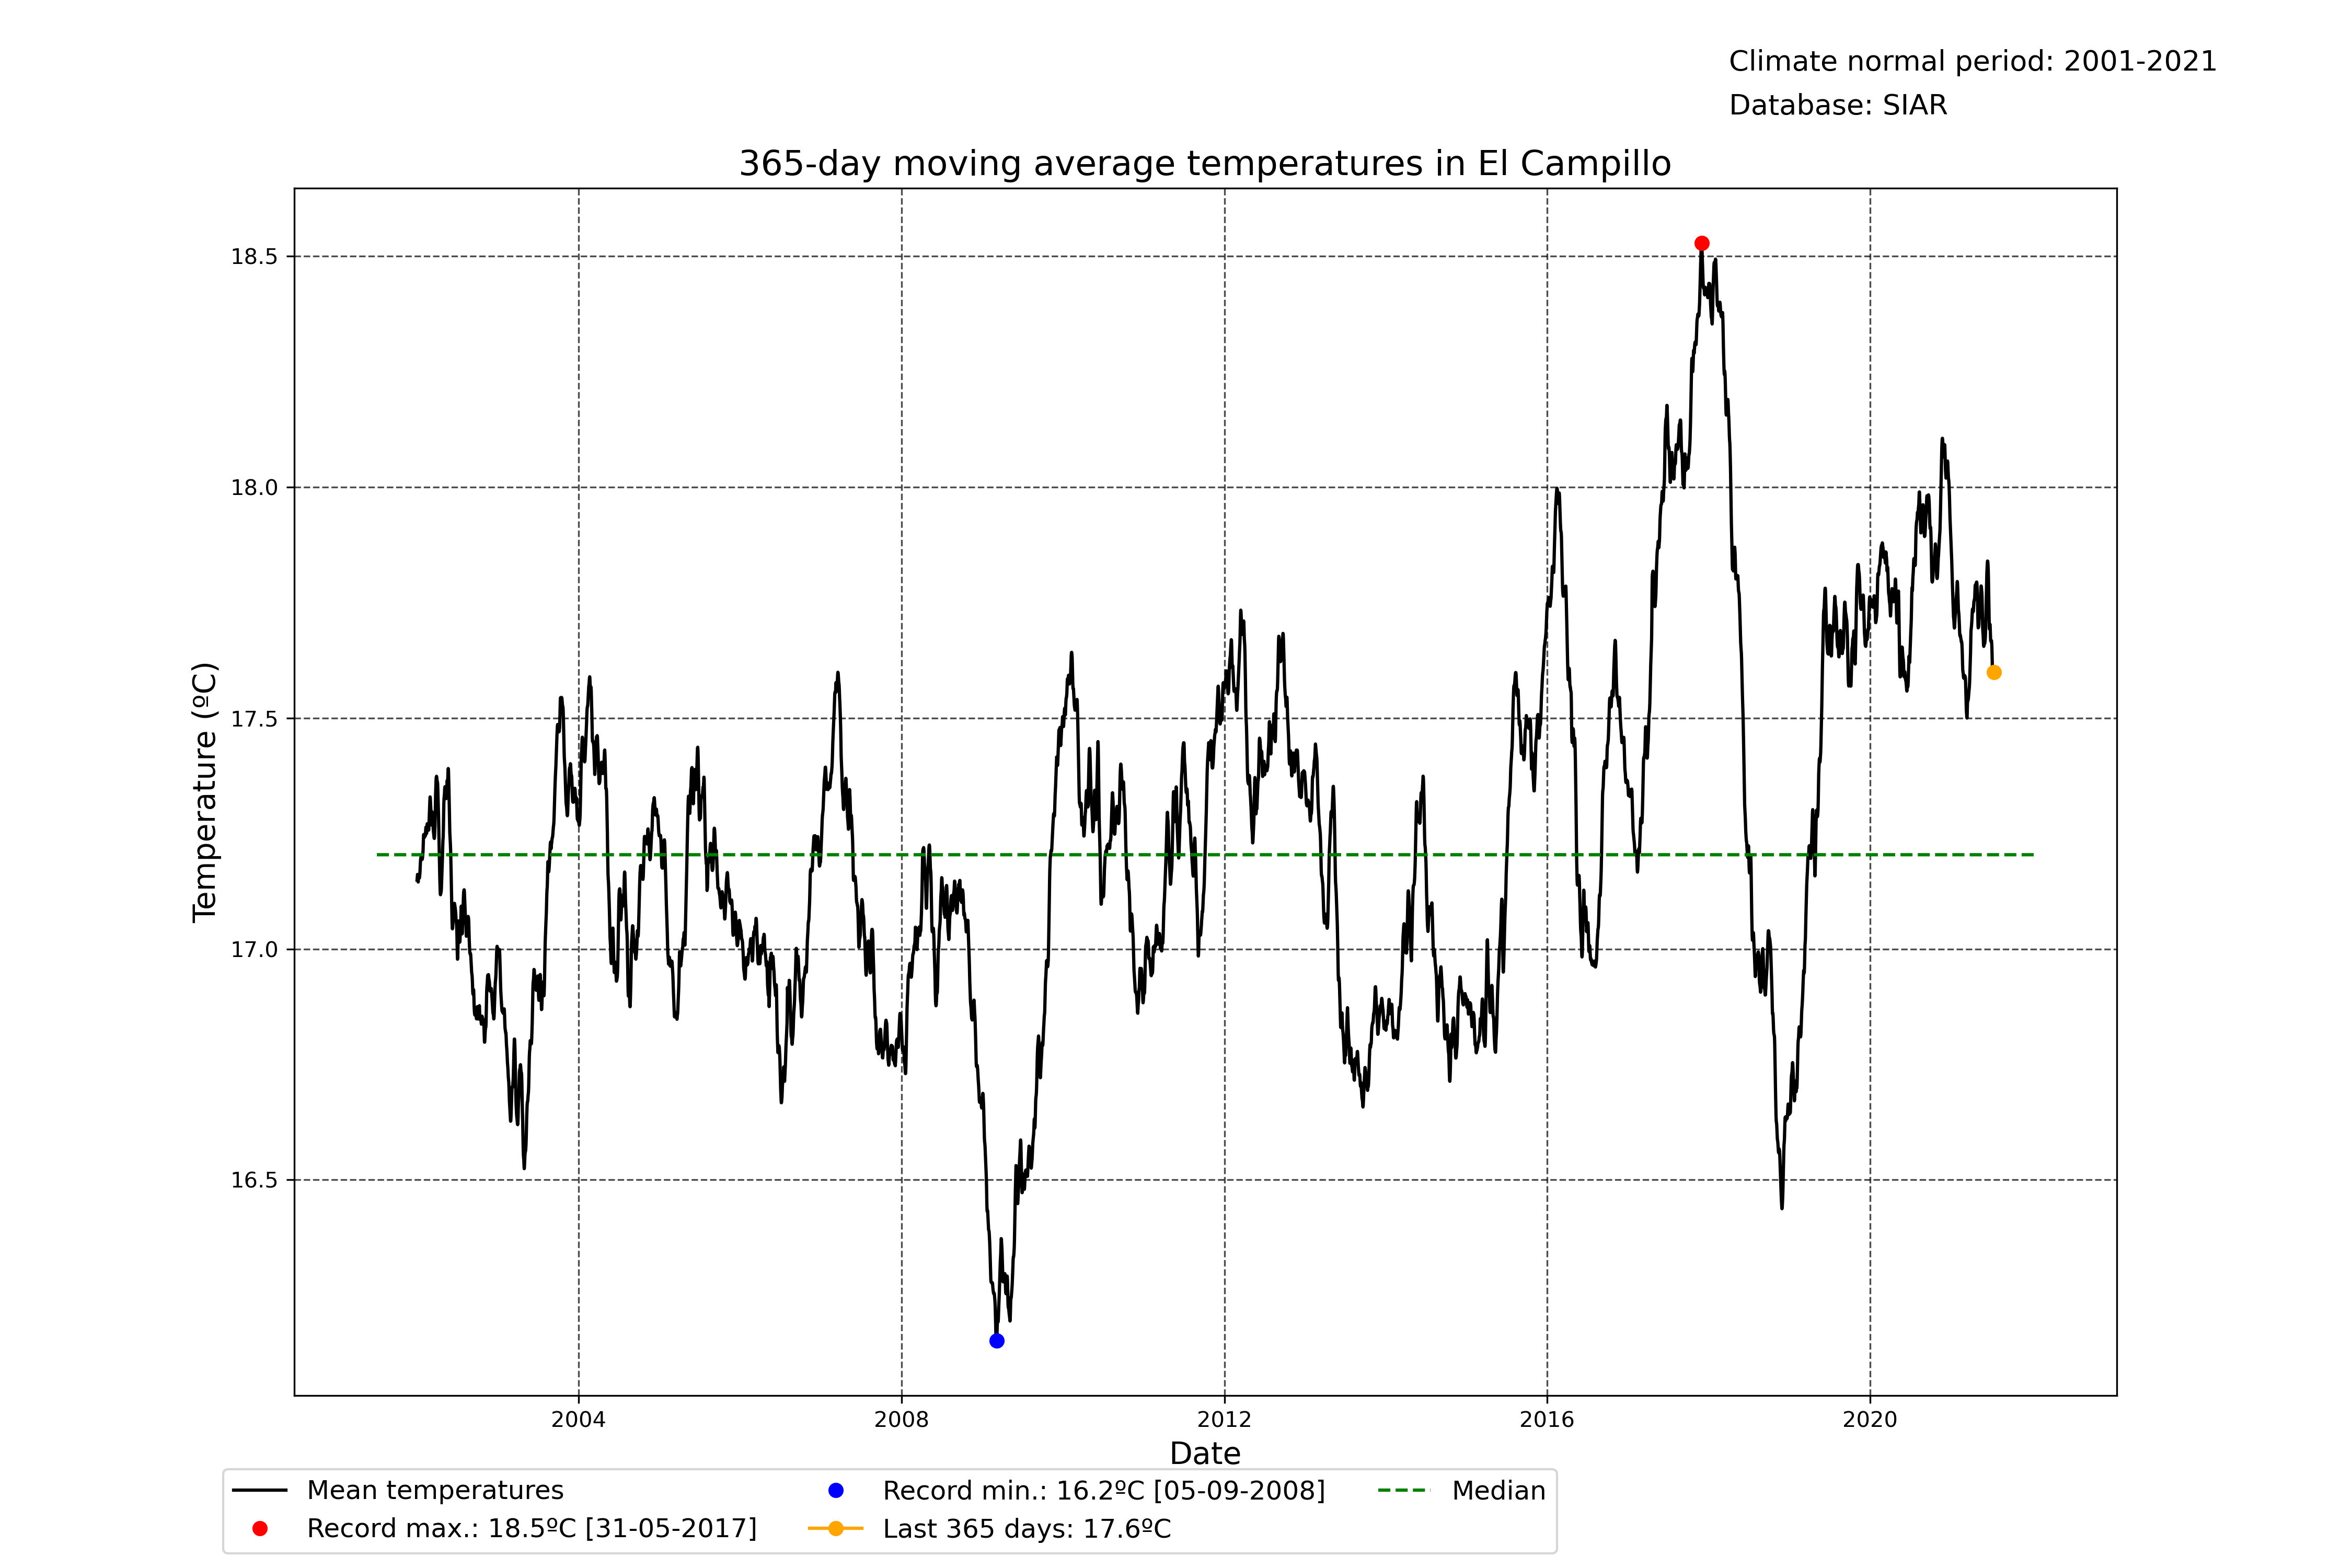 Climate normal period: 2001-2021
Database: SIAR
365-day moving average temperatures in El Campillo
18.5
18.0
17.5
17.0
16.5
Temperature (ºC)
2004 2008 2012 2016 2020
Date
Mean temperatures
Record max.: 18.5ºC [31-05-2017]
Record min.: 16.2ºC [05-09-2008]
Last 365 days: 17.6ºC
Median